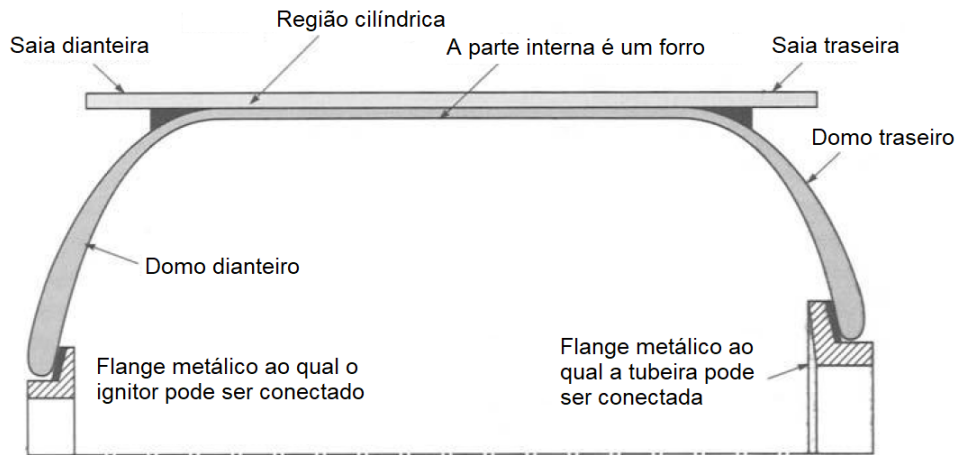 Região cilíndrica
Saia dianteira
A parte interna é um forro
Saia traseira
Domo traseiro
Domo dianteiro
Flange metálico ao qual o
ignitor pode ser conectado
Flange metálico ao
qual a tubeira pode
ser conectada